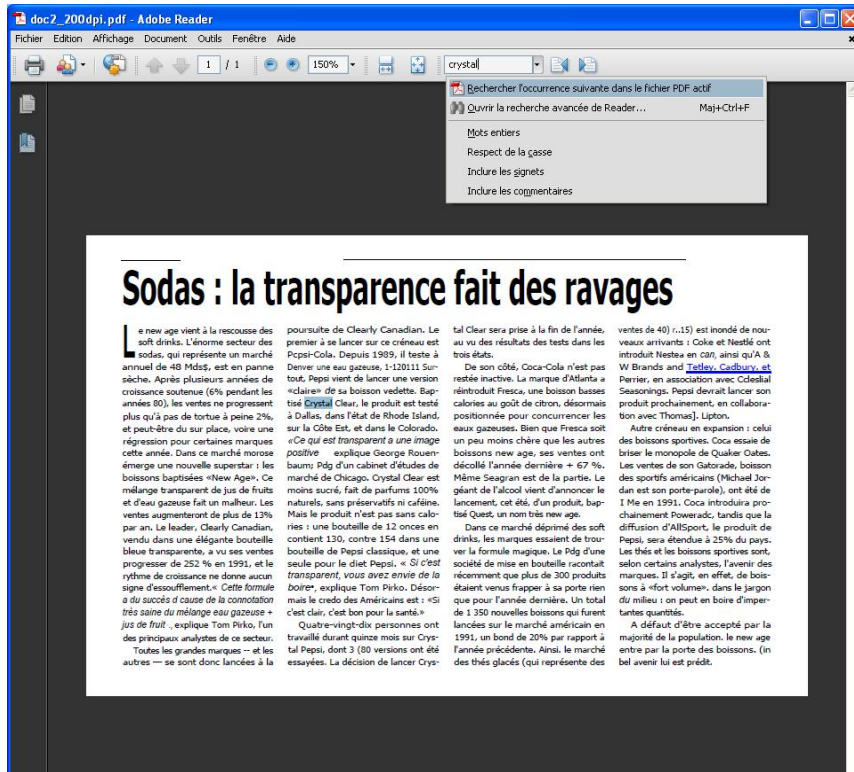 doc2_200dpi.pdf - Adobe Reader
Fichier Edition Affichage Document Outils Fenêtre Aide
1 / 1 150% crystal
Rechercher l'occurrence suivante dans le fichier PDF actif
Ouvrir la recherche avancée de Reader... Maj+Ctrl+F
Mots entiers
Respect de la casse
Inclure les signets
Inclure les commentaires
Sodas : la transparence fait des ravages
Le new age vient à la rescousse des
soft drinks. L'énorme secteur des
sodas, qui représente un marché
annuel de 48 Mds$, est en panne
sèche. Après plusieurs années de
croissance soutenue (6% pendant les
années 80), les ventes ne progressent
plus qu'à pas de tortue à peine 2%,
et peut-être du sur place, voire une
régression pour certaines marques
cette année. Dans ce marché morose
émerge une nouvelle superstar : les
boissons baptisées «New Age». Ce
mélange transparent de jus de fruits
et d'eau gazeuse fait un malheur. Les
ventes augmenteront de plus de 13%
par an. Le leader, Clearly Canadian,
vendu dans une élégante bouteille
bleue transparente, a vu ses ventes
progresser de 252 % en 1991, et le
rythme de croissance ne donne aucun
signe d'essoufflement.« Cette formule
a du succés d cause de la connotation
très saine du mélange eau gazeuse +
jus de fruit ., explique Tom Pirko, l'un
des principaux analystes de ce secteur.
Toutes les grandes marques -- et les
autres — se sont donc lancées à la
poursuite de Clearly Canadian. Le
premier à se lancer sur ce créneau est
Pcpsi-Cola. Depuis 1989, il teste à
Denver une eau gazeuse, 1-120111 Sur-
tout, Pepsi vient de lancer une version
«claire» de sa boisson vedette. Bap-
tisé Crystal Clear, le produit est testé
à Dallas, dans l'état de Rhode Island,
sur la Côte Est, et dans le Colorado.
«Ce qui est transparent a une image
positive explique George Rouen-
baum; Pdg d'un cabinet d'études de
marché de Chicago. Crystal Clear est
moins sucré, fait de parfums 100%
naturels, sans préservatifs ni caféine.
Mais le produit n'est pas sans calo-
ries : une bouteille de 12 onces en
contient 130, contre 154 dans une
bouteille de Pepsi classique, et une
seule pour le diet Pepsi. « Si c'est
transparent, vous avez envie de la
boire•, explique Tom Pirko. Désor-
mais le credo des Américains est : «Si
c'est clair, c'est bon pour la santé.»
Quatre-vingt-dix personnes ont
travaillé durant quinze mois sur Crys-
tal Pepsi, dont 3 (80 versions ont été
essayées. La décision de lancer Crys-
tal Clear sera prise à la fin de l'année,
au vu des résultats des tests dans les
trois états.
De son côté, Coca-Cola n'est pas
restée inactive. La marque d'Atlanta a
réintroduit Fresca, une boisson basses
calories au goût de citron, désormais
positionnée pour concurrencer les
eaux gazeuses. Bien que Fresca soit
un peu moins chère que les autres
boissons new age, ses ventes ont
décollé l'année dernière + 67 %.
Même Seagran est de la partie. Le
géant de l'alcool vient d'annoncer le
lancement, cet été, d'un produit, bap-
tisé Quest, un nom très new age.
Dans ce marché déprimé des soft
drinks, les marques essaient de trou-
ver la formule magique. Le Pdg d'une
société de mise en bouteille racontait
récemment que plus de 300 produits
étaient venus frapper à sa porte rien
que pour l'année dernière. Un total
de 1 350 nouvelles boissons qui furent
lancées sur le marché américain en
1991, un bond de 20% par rapport à
l'année précédente. Ainsi. le marché
des thés glacés (qui représente des
ventes de 40) r..15) est inondé de nou-
veaux arrivants : Coke et Nestlé ont
introduit Nestea en can, ainsi qu'A &
W Brands and Tetley. Cadbury. et
Perrier, en association avec Cdeslial
Seasonings. Pepsi devrait lancer son
produit prochainement, en collabora-
tion avec Thomas]. Lipton.
Autre créneau en expansion : celui
des boissons sportives. Coca essaie de
briser le monopole de Quaker Oates.
Les ventes de son Gatorade, boisson
des sportifs américains (Michael Jor-
dan est son porte-parole), ont été de
I Me en 1991. Coca introduira pro-
chainement Poweradc, tandis que la
diffusion d'AllSport, le produit de
Pepsi, sera étendue à 25% du pays.
Les thés et les boissons sportives sont,
selon certains analystes, l'avenir des
marques. Il s'agit, en effet, de bois-
sons à «fort volume». dans le jargon
du milieu : on peut en boire d'imper-
tantes quantités.
A défaut d'être accepté par la
majorité de la population. le new age
entre par la porte des boissons. (in
bel avenir lui est prédit.